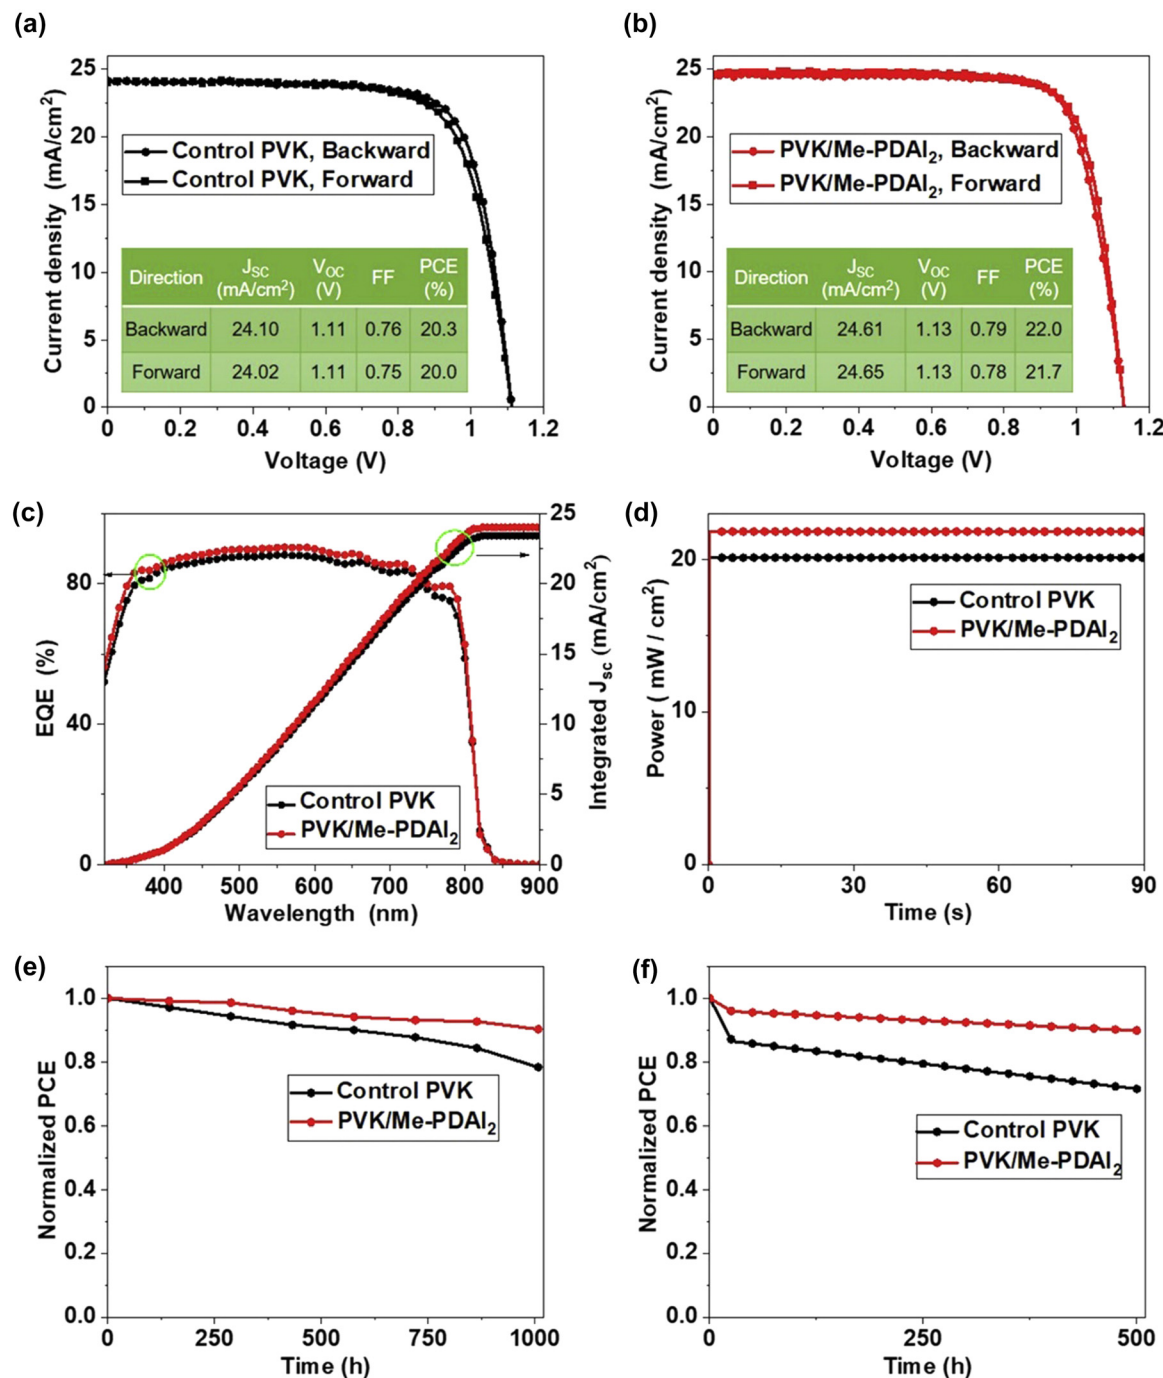 (a)
Current density (mA/cm²)
25
20
15
10
5
0
Control PVK, Backward
Control PVK, Forward
Direction J_SC (mA/cm²) V_OC (V) FF PCE (%)
Backward 24.10 1.11 0.76 20.3
Forward 24.02 1.11 0.75 20.0
0 0.2 0.4 0.6 0.8 1 1.2
Voltage (V)
(b)
Current density (mA/cm²)
25
20
15
10
5
0
PVK/Me-PDAI₂, Backward
PVK/Me-PDAI₂, Forward
Direction J_SC (mA/cm²) V_OC (V) FF PCE (%)
Backward 24.61 1.13 0.79 22.0
Forward 24.65 1.13 0.78 21.7
0 0.2 0.4 0.6 0.8 1 1.2
Voltage (V)
(c)
EQE (%)
80
40
0
25
20
15
10
5
0
Integrated J_sc (mA/cm²)
Control PVK
PVK/Me-PDAI₂
400 500 600 700 800 900
Wavelength (nm)
(d)
Power ( mW / cm²)
20
10
0
Control PVK
PVK/Me-PDAI₂
0 30 60 90
Time (s)
(e)
Normalized PCE
1.0
0.8
0.6
0.4
0.2
0.0
Control PVK
PVK/Me-PDAI₂
0 250 500 750 1000
Time (h)
(f)
Normalized PCE
1.0
0.8
0.6
0.4
0.2
0.0
Control PVK
PVK/Me-PDAI₂
0 250 500
Time (h)